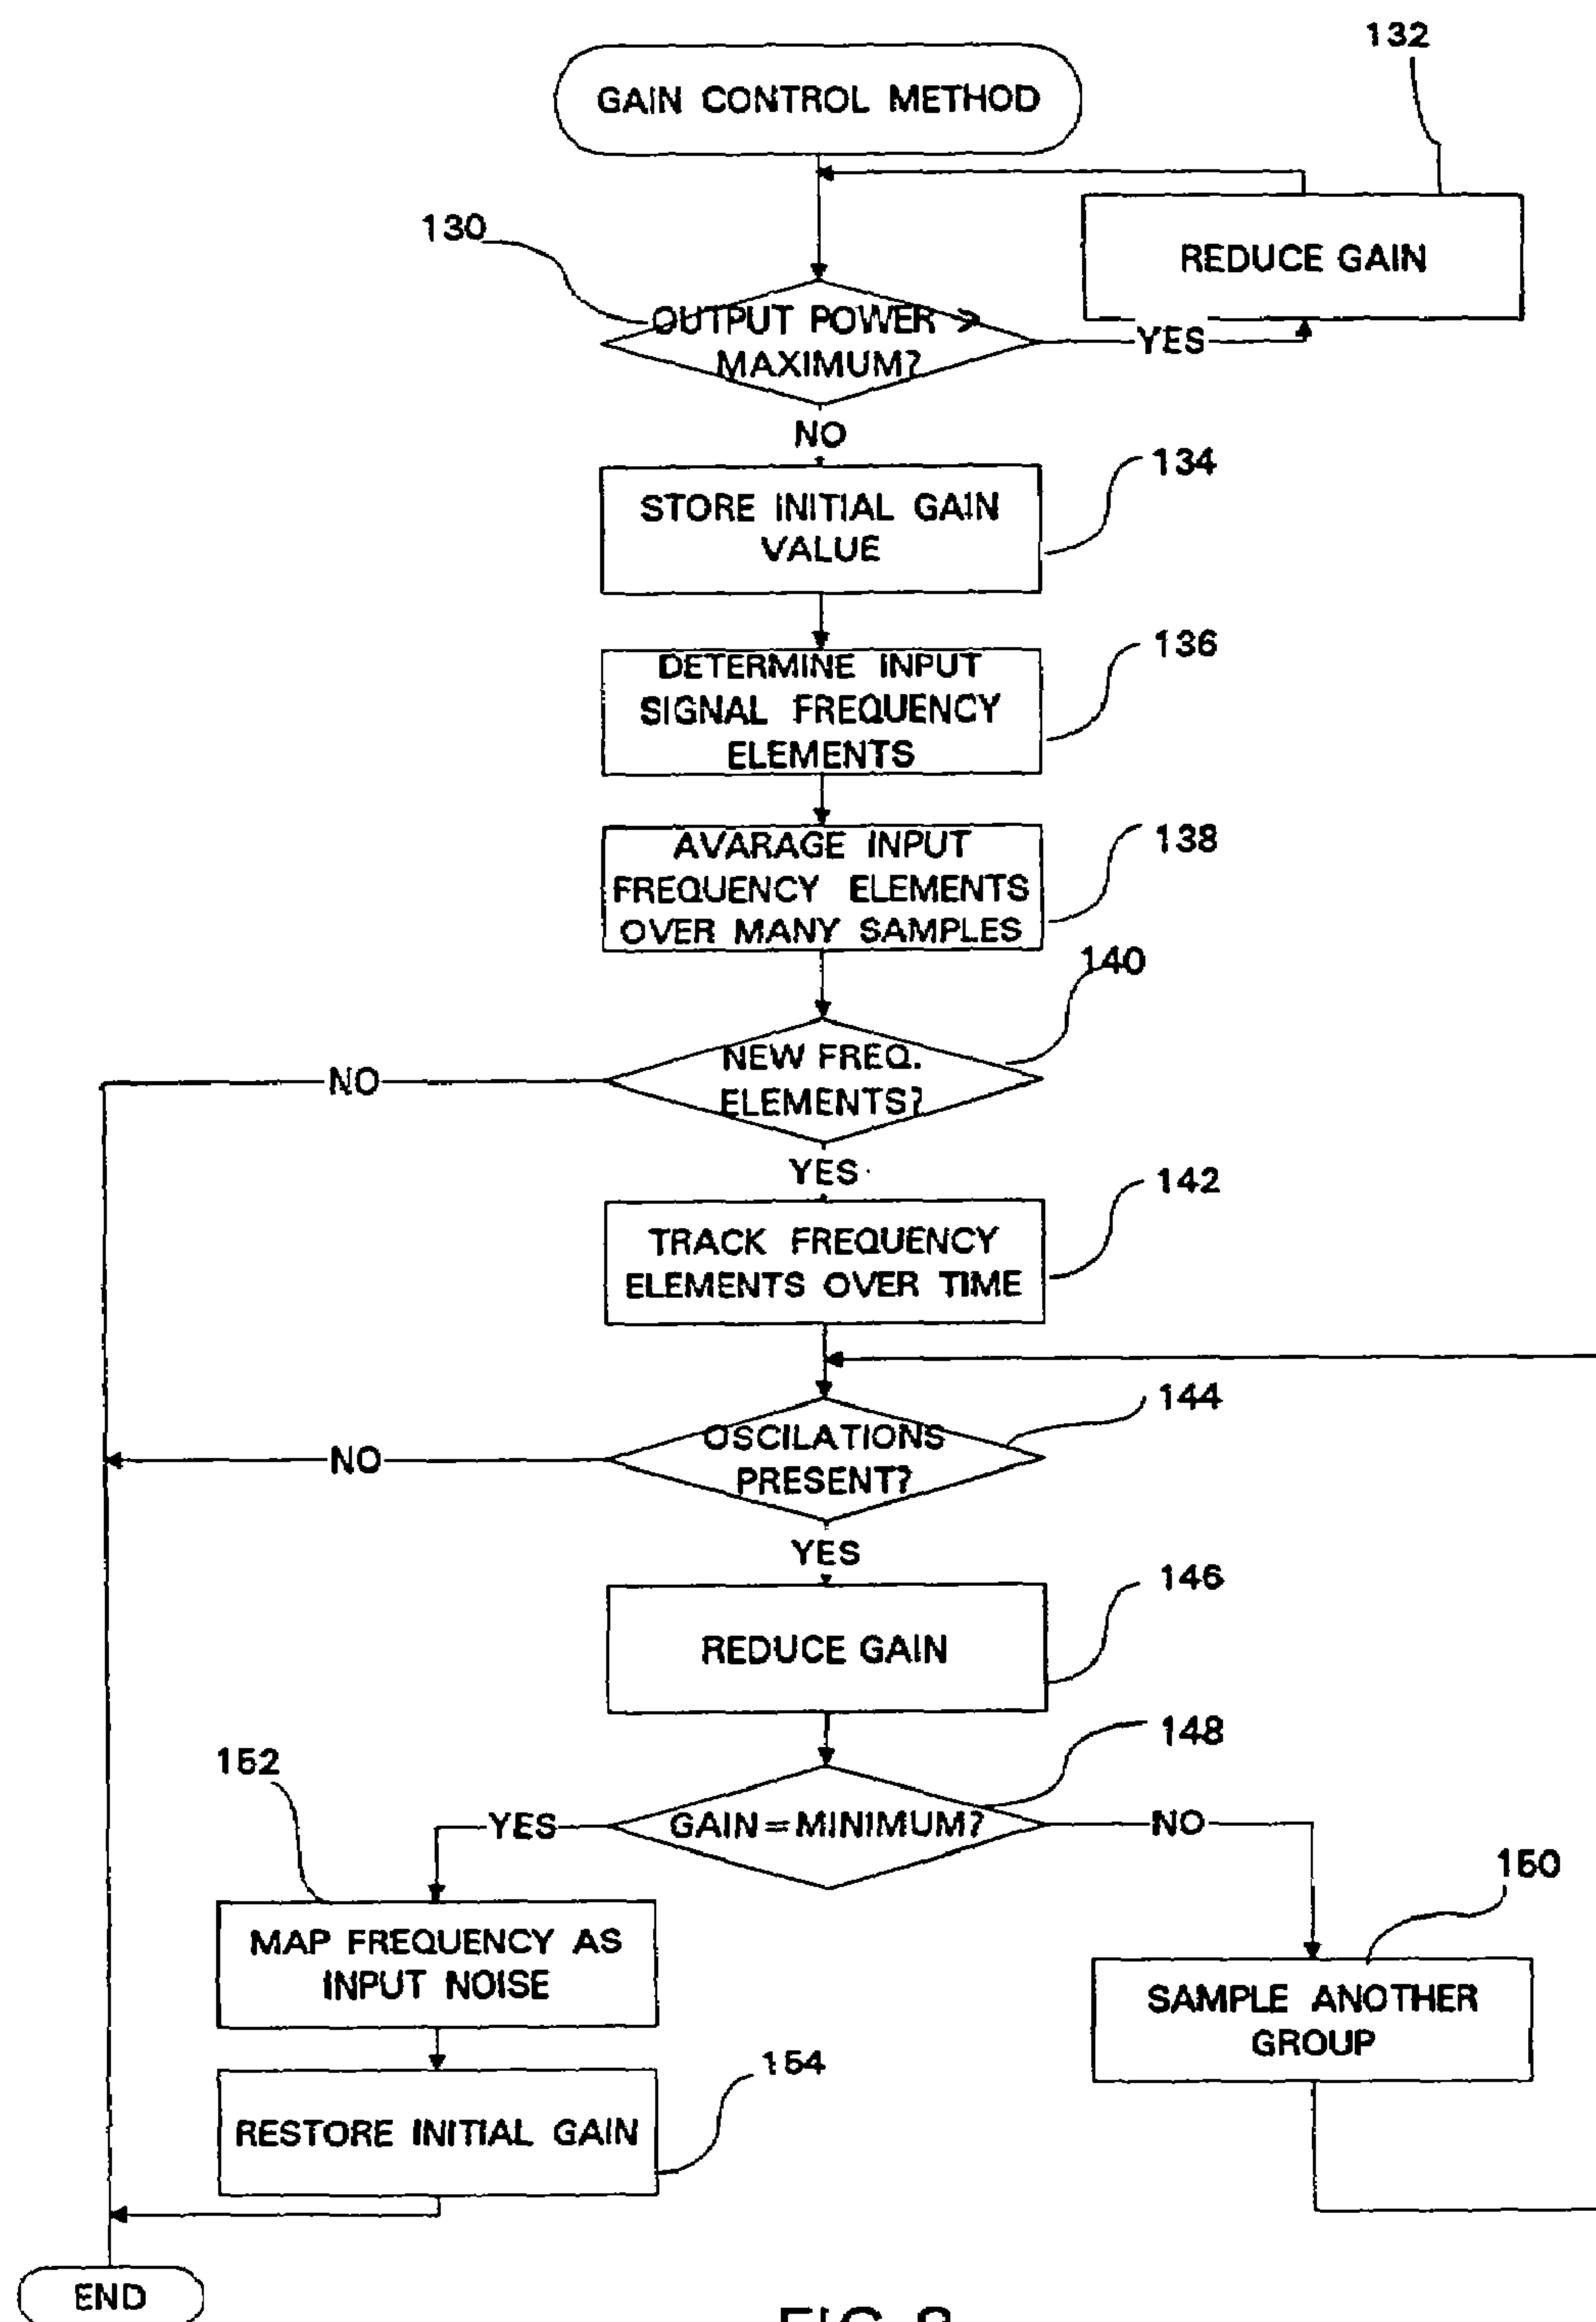 132
GAIN CONTROL METHOD
REDUCE GAIN
130
OUTPUT POWER >
MAXIMUM?
YES
NO
134
STORE INITIAL GAIN
VALUE
136
DETERMINE INPUT
SIGNAL FREQUENCY
ELEMENTS
138
AVARAGE INPUT
FREQUENCY ELEMENTS
OVER MANY SAMPLES
140
NEW FREQ.
ELEMENTS?
NO
YES
142
TRACK FREQUENCY
ELEMENTS OVER TIME
144
OSCILATIONS
PRESENT?
NO
YES
146
REDUCE GAIN
148
152
GAIN=MINIMUM?
YES
NO
150
MAP FREQUENCY AS
INPUT NOISE
SAMPLE ANOTHER
GROUP
154
RESTORE INITIAL GAIN
END